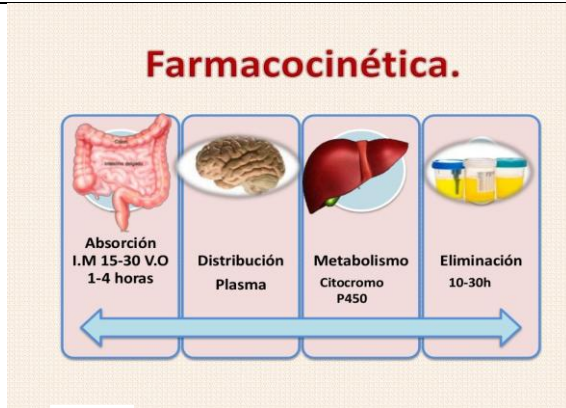 Farmacocinética.
Absorción
I.M 15-30 V.O
1-4 horas
Distribución
Plasma
Metabolismo
Citocromo
P450
Eliminación
10-30h